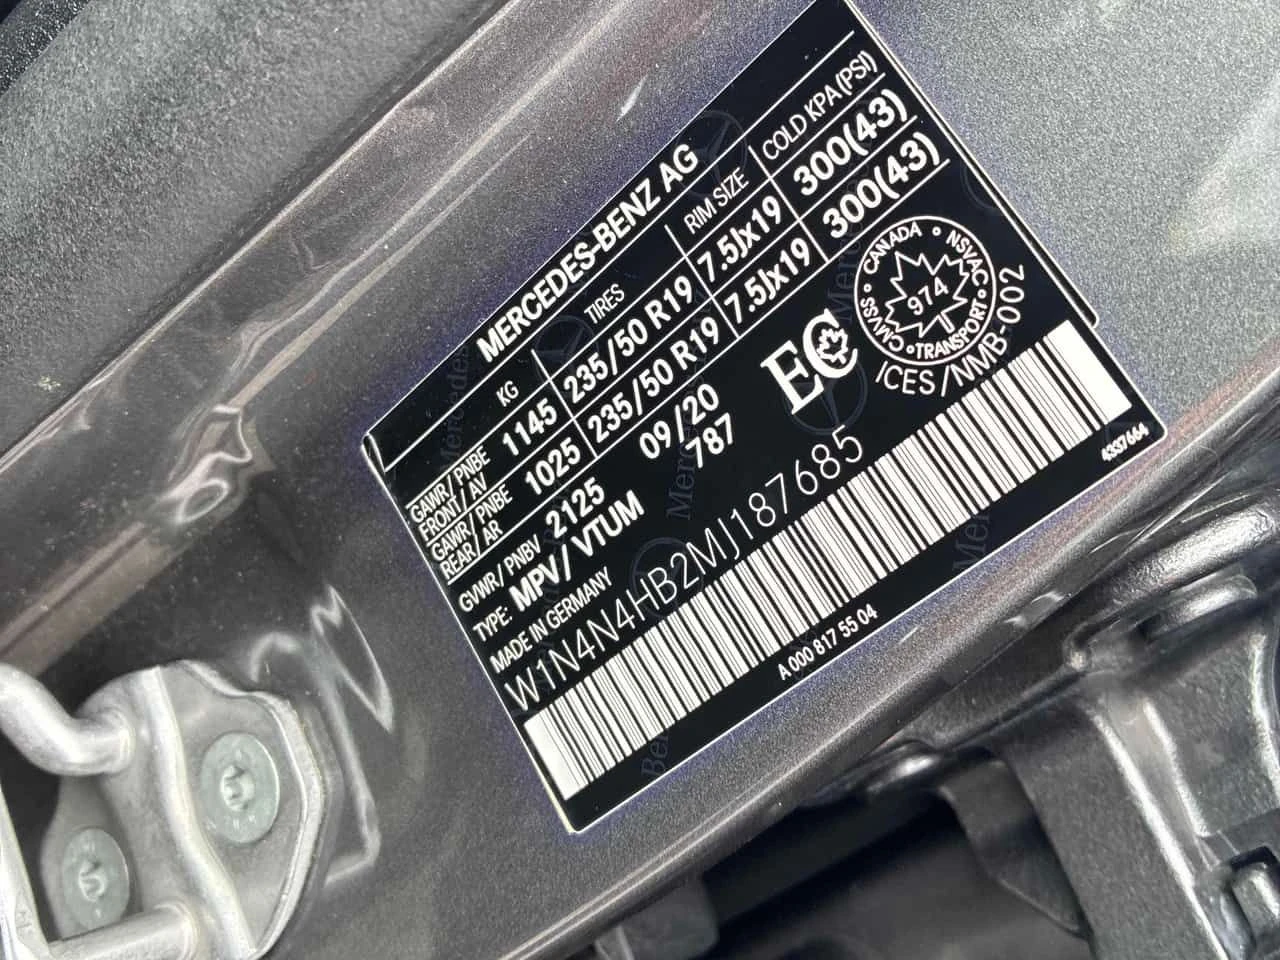 MERCEDES-BENZ AG
KG TIRES RIM SIZE COLD KPA(PSI)
GAWR/PNBE FRONT/AV 1145 235/50 R19 7.5Jx19 300(43)
GAWR/PNBE REAR/AR 1025 235/50 R19 7.5Jx19 300(43)
GVWR/PNBV 2125 09/20
TYPE: MPV/VTUM 787
MADE IN GERMANY
EC
CANADA • NSVAC • TRANSPORT • CMVSS
974
ICES/NMB-002
W1N4N4HB2MJ187685
4337664
A 000 817 55 04